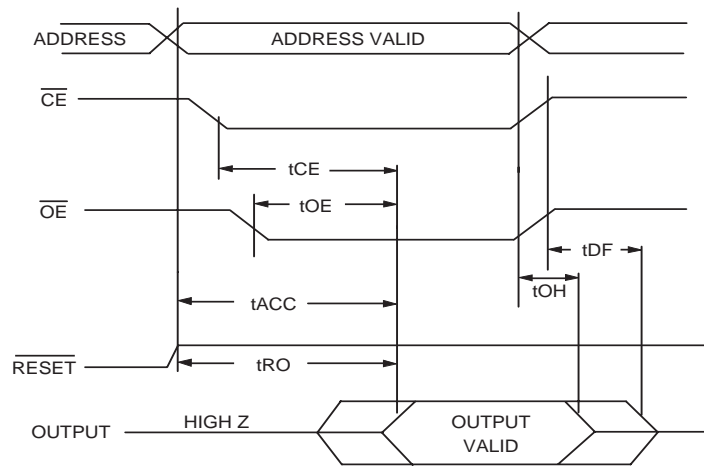 ADDRESS
ADDRESS VALID
CE
tCE
tOE
OE
tDF
tOH
tACC
RESET
tRO
OUTPUT
HIGH Z
OUTPUT
VALID